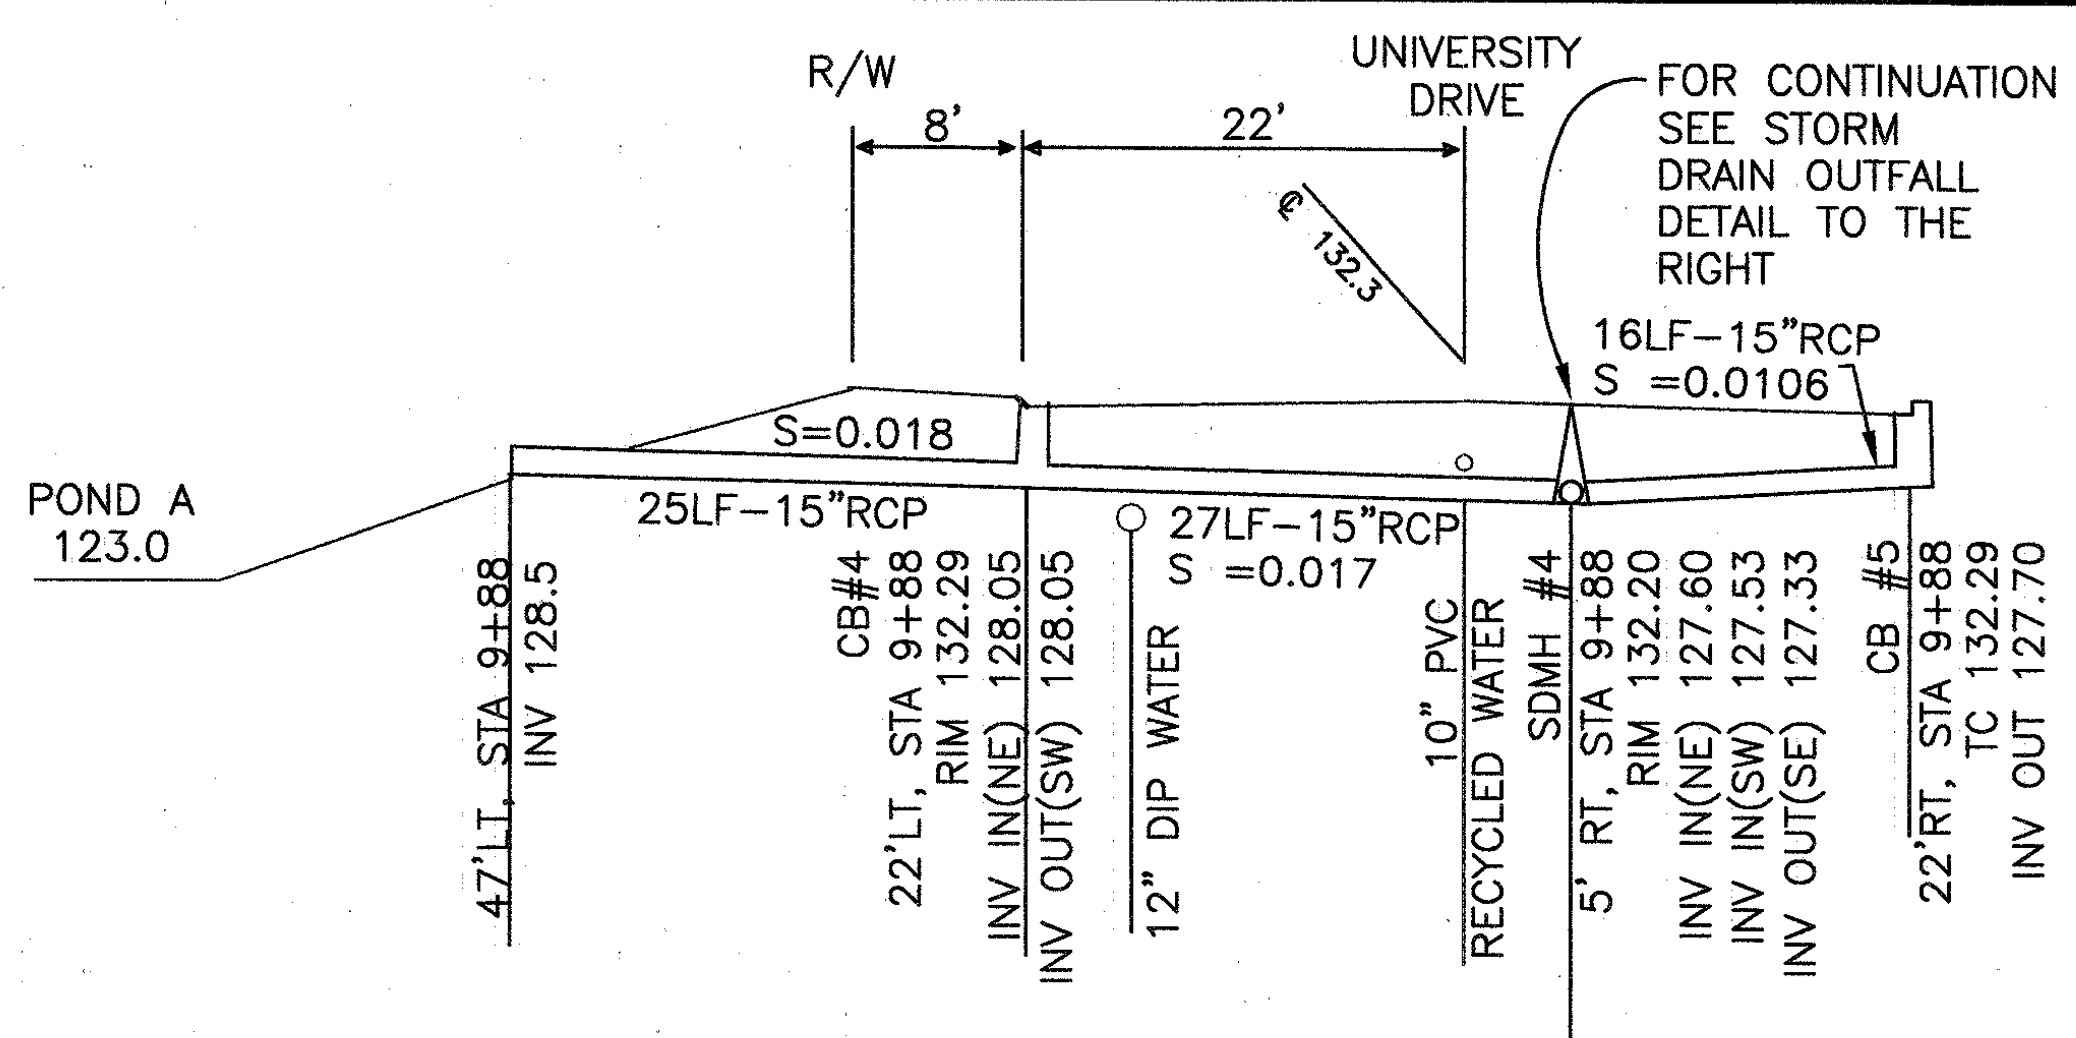 R/W
8'
22'
UNIVERSITY
DRIVE
FOR CONTINUATION
SEE STORM
DRAIN OUTFALL
DETAIL TO THE
RIGHT
℄ 132.3
16LF-15"RCP
S =0.0106
S=0.018
25LF-15"RCP
27LF-15"RCP
S =0.017
POND A
123.0
47'LT, STA 9+88
INV 128.5
CB#4
22'LT, STA 9+88
RIM 132.29
INV IN(NE) 128.05
INV OUT(SW) 128.05
12" DIP WATER
10" PVC
RECYCLED WATER
SDMH #4
5' RT, STA 9+88
RIM 132.20
INV IN(NE) 127.60
INV IN(SW) 127.53
INV OUT(SE) 127.33
CB #5
22'RT, STA 9+88
TC 132.29
INV OUT 127.70